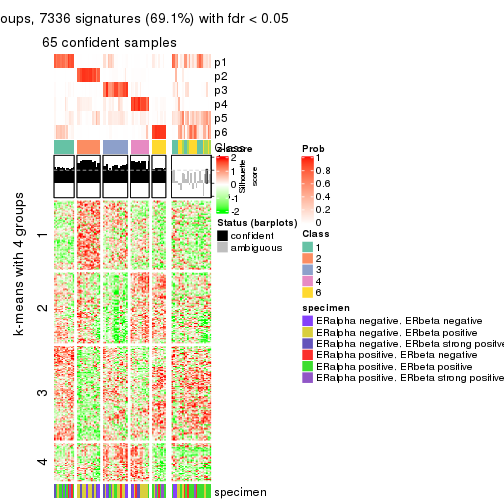 oups, 7336 signatures (69.1%) with fdr < 0.05
65 confident samples
p1
p2
p3
p4
p5
p6
Class
z-score
2
1
0
-1
-2
Silhouette
score
Status (barplots)
confident
ambiguous
Prob
1
0.8
0.6
0.4
0.2
0
Class
1
2
3
4
6
specimen
ERalpha negative. ERbeta negative
ERalpha negative. ERbeta positive
ERalpha negative. ERbeta strong positive
ERalpha positive. ERbeta negative
ERalpha positive. ERbeta positive
ERalpha positive. ERbeta strong positive
k-means with 4 groups
1
2
3
4
specimen